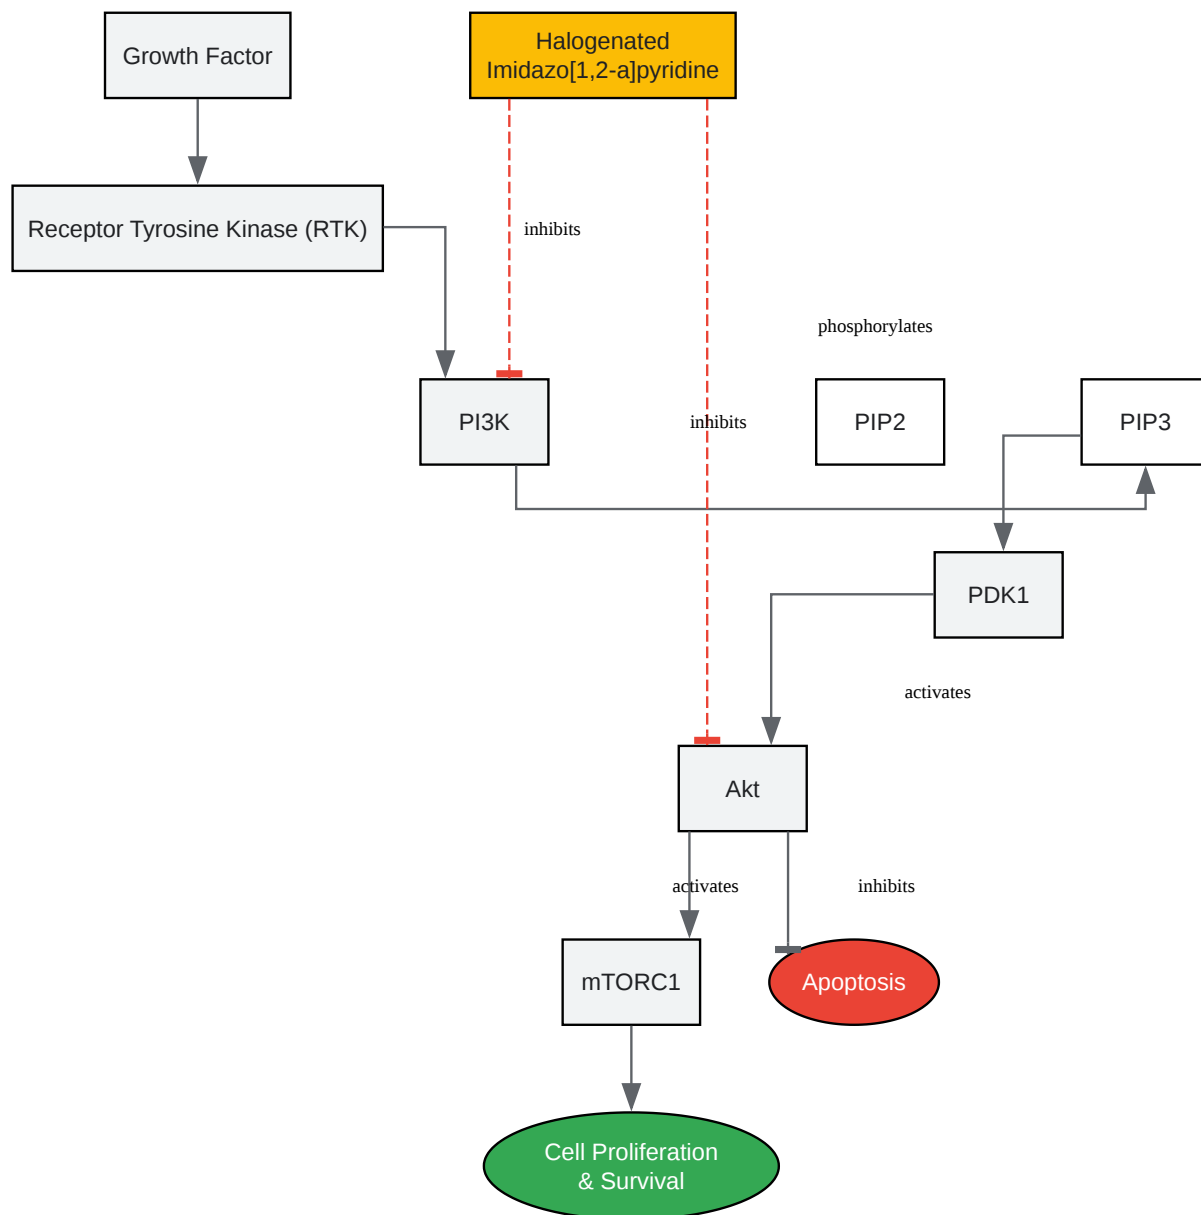 Growth Factor
Halogenated
Imidazo[1,2-a]pyridine
Receptor Tyrosine Kinase (RTK)
inhibits
phosphorylates
PI3K
inhibits
PIP2
PIP3
PDK1
activates
Akt
activates
inhibits
mTORC1
Apoptosis
Cell Proliferation
& Survival